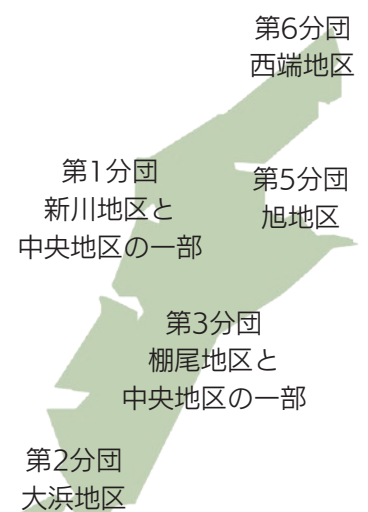 第6分団
西端地区
第1分団
新川地区と
中央地区の一部
第5分団
旭地区
第3分団
棚尾地区と
中央地区の一部
第2分団
大浜地区